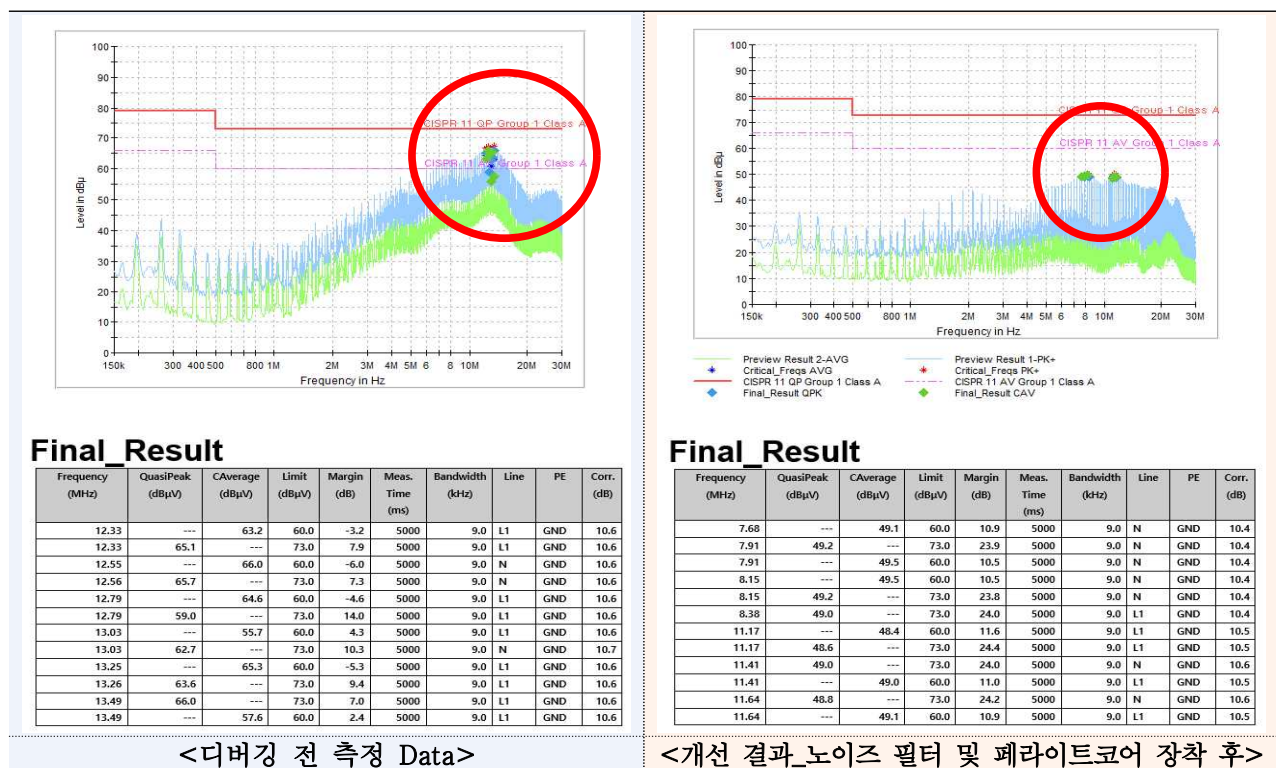 100
90
80
70
60
50
40
30
20
10
0
Level in dBµ
CISPR 11 QP Group 1 Class A
CISPR 11 AV Group 1 Class A
150k 300 400 500 800 1M 2M 3M 4M 5M 6 8 10M 20M 30M
Frequency in Hz
Final_Result
Frequency (MHz) QuasiPeak (dBµV) CAverage (dBµV) Limit (dBµV) Margin (dB) Meas. Time (ms) Bandwidth (kHz) Line PE Corr. (dB)
12.33 --- 63.2 60.0 -3.2 5000 9.0 L1 GND 10.6
12.33 65.1 --- 73.0 7.9 5000 9.0 L1 GND 10.6
12.55 --- 66.0 60.0 -6.0 5000 9.0 N GND 10.6
12.56 65.7 --- 73.0 7.3 5000 9.0 N GND 10.6
12.79 --- 64.6 60.0 -4.6 5000 9.0 L1 GND 10.6
12.79 59.0 --- 73.0 14.0 5000 9.0 L1 GND 10.6
13.03 --- 55.7 60.0 4.3 5000 9.0 L1 GND 10.6
13.03 62.7 --- 73.0 10.3 5000 9.0 N GND 10.7
13.25 --- 65.3 60.0 -5.3 5000 9.0 L1 GND 10.6
13.26 63.6 --- 73.0 9.4 5000 9.0 L1 GND 10.6
13.49 66.0 --- 73.0 7.0 5000 9.0 L1 GND 10.6
13.49 --- 57.6 60.0 2.4 5000 9.0 L1 GND 10.6
<디버깅 전 측정 Data>
100
90
80
70
60
50
40
30
20
10
0
Level in dBµ
CISPR 11 QP Group 1 Class A
CISPR 11 AV Group 1 Class A
150k 300 400 500 800 1M 2M 3M 4M 5M 6 8 10M 20M 30M
Frequency in Hz
Preview Result 2-AVG Preview Result 1-PK+
Critical_Freqs AVG Critical_Freqs PK+
CISPR 11 QP Group 1 Class A CISPR 11 AV Group 1 Class A
Final_Result QPK Final_Result CAV
Final_Result
Frequency (MHz) QuasiPeak (dBµV) CAverage (dBµV) Limit (dBµV) Margin (dB) Meas. Time (ms) Bandwidth (kHz) Line PE Corr. (dB)
7.68 --- 49.1 60.0 10.9 5000 9.0 N GND 10.4
7.91 49.2 --- 73.0 23.9 5000 9.0 N GND 10.4
7.91 --- 49.5 60.0 10.5 5000 9.0 N GND 10.4
8.15 --- 49.5 60.0 10.5 5000 9.0 N GND 10.4
8.15 49.2 --- 73.0 23.8 5000 9.0 N GND 10.4
8.38 49.0 --- 73.0 24.0 5000 9.0 L1 GND 10.4
11.17 --- 48.4 60.0 11.6 5000 9.0 L1 GND 10.5
11.17 48.6 --- 73.0 24.4 5000 9.0 L1 GND 10.5
11.41 49.0 --- 73.0 24.0 5000 9.0 N GND 10.6
11.41 --- 49.0 60.0 11.0 5000 9.0 L1 GND 10.5
11.64 48.8 --- 73.0 24.2 5000 9.0 N GND 10.6
11.64 --- 49.1 60.0 10.9 5000 9.0 L1 GND 10.5
<개선 결과_노이즈 필터 및 페라이트코어 장착 후>